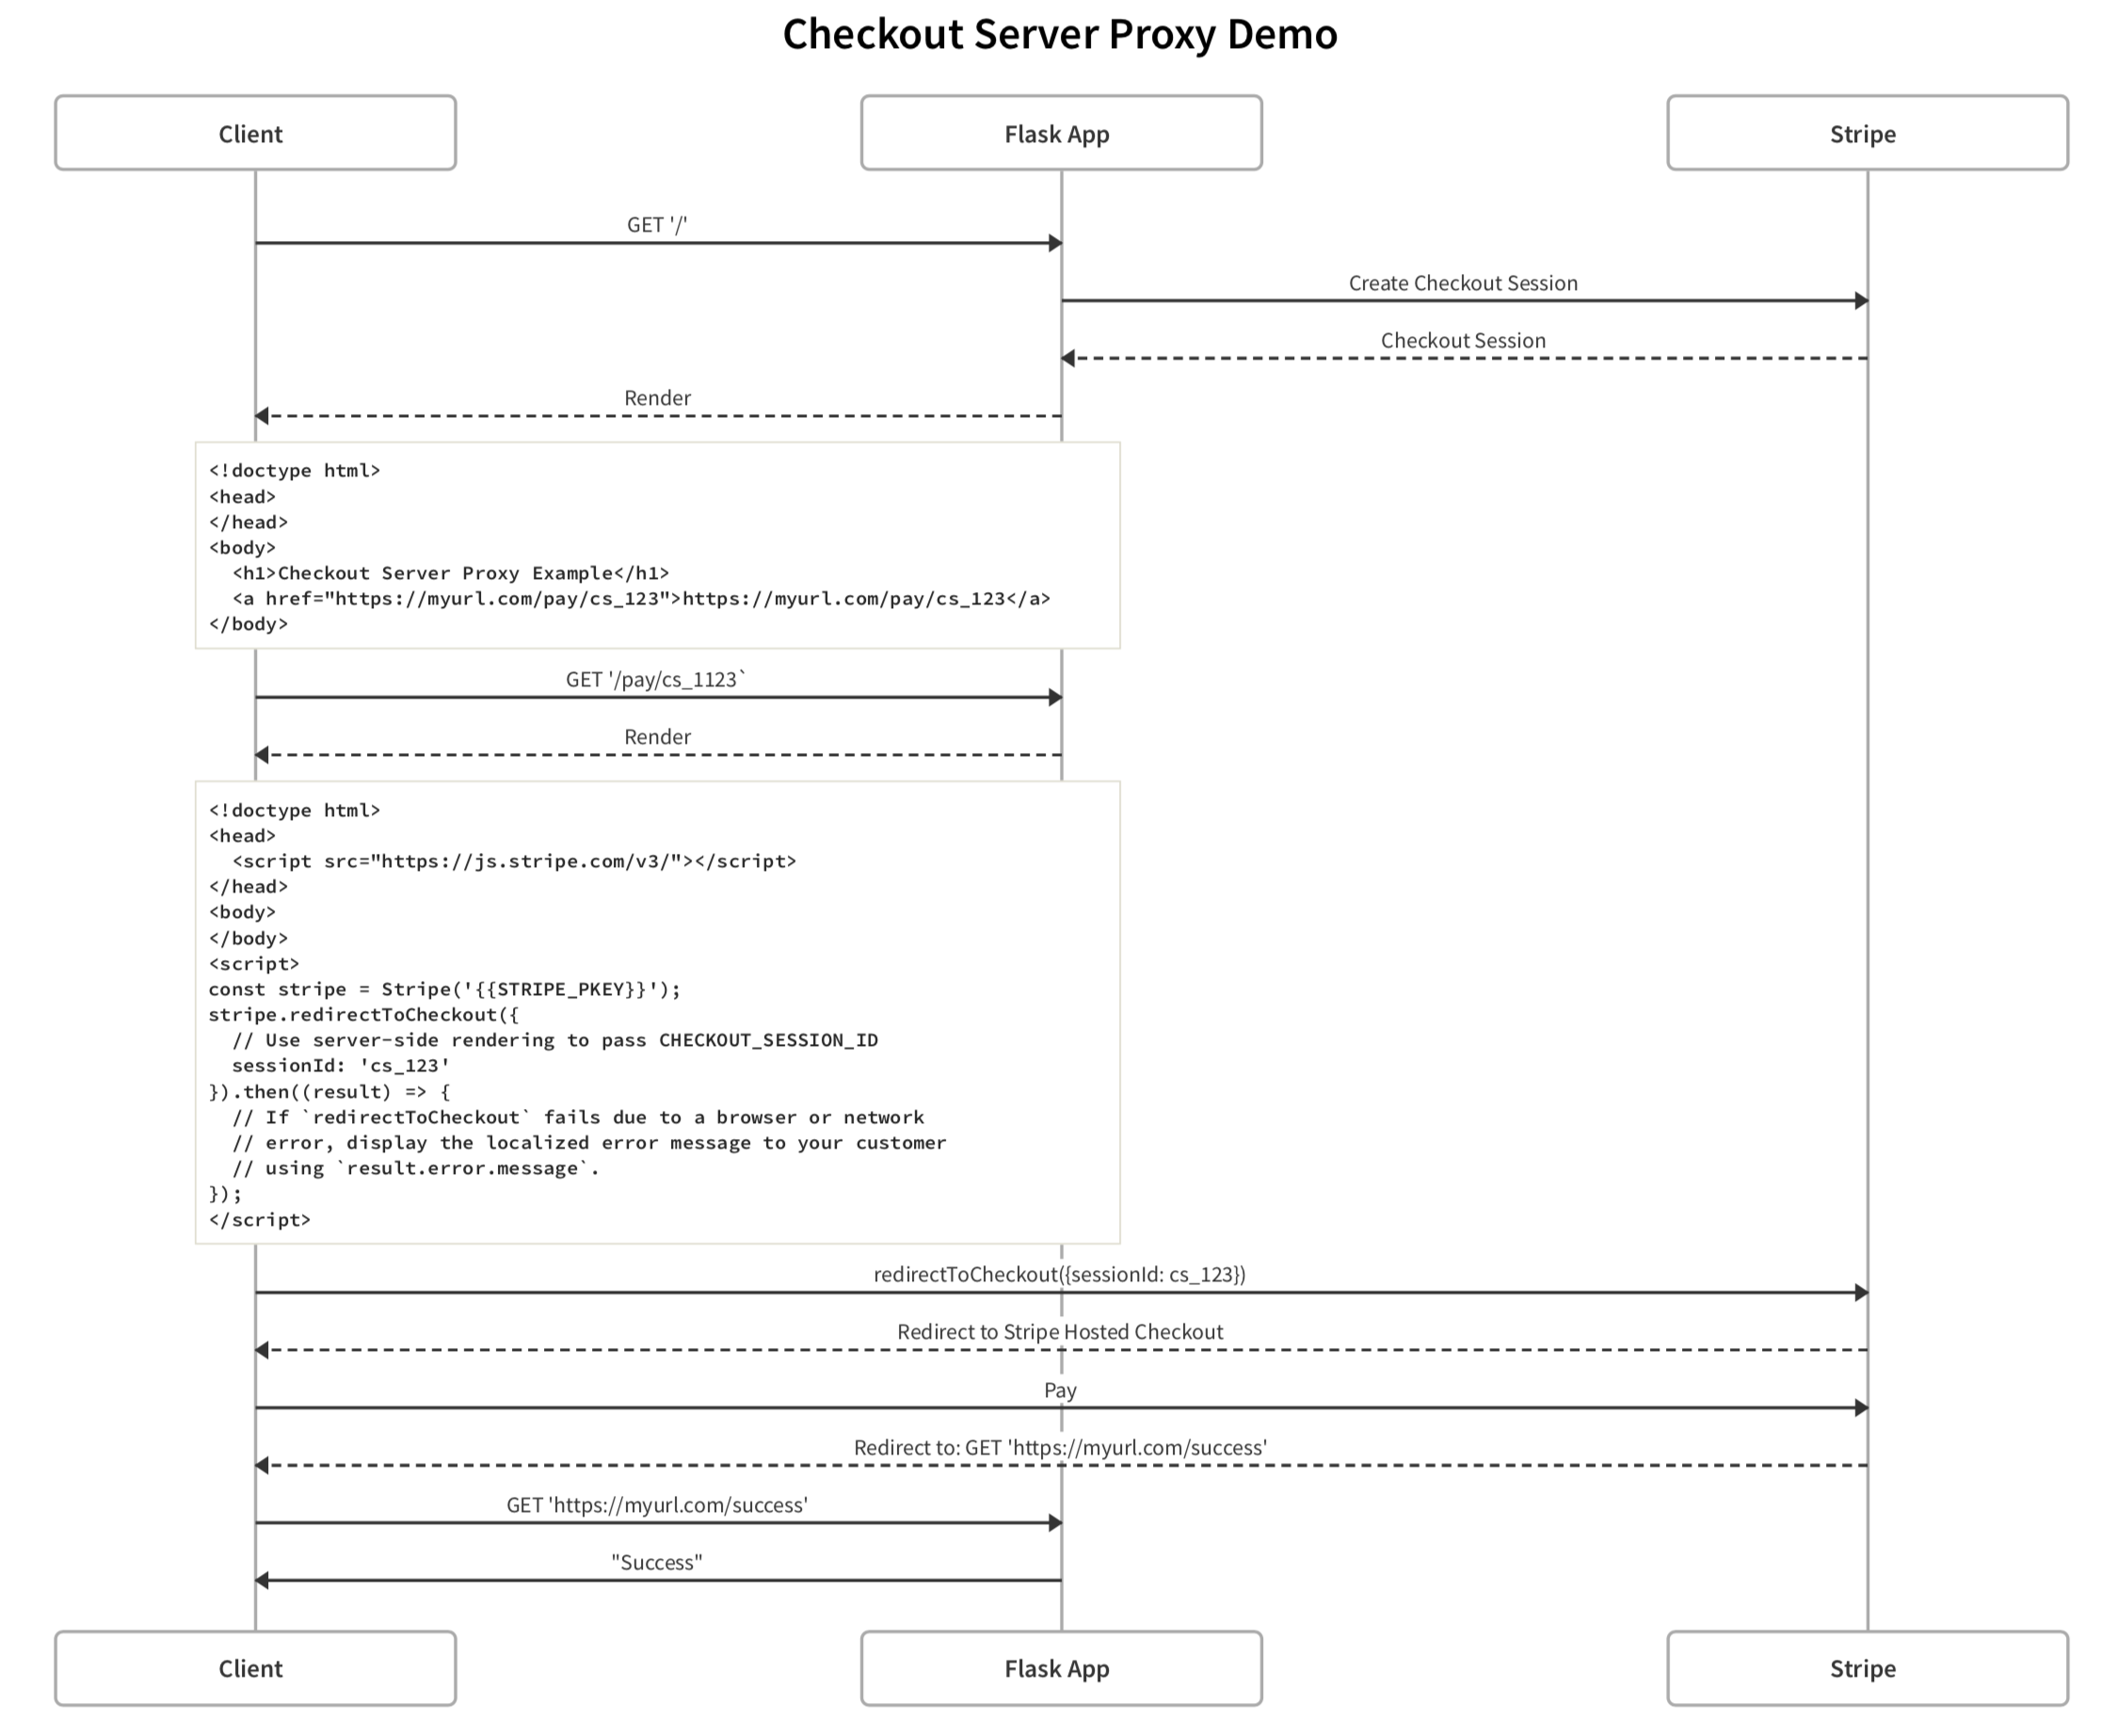 Checkout Server Proxy Demo
Client
Flask App
Stripe
GET '/'
Create Checkout Session
Checkout Session
Render
<!doctype html>
<head>
</head>
<body>
  <h1>Checkout Server Proxy Example</h1>
  <a href="https://myurl.com/pay/cs_123">https://myurl.com/pay/cs_123</a>
</body>
GET '/pay/cs_1123`
Render
<!doctype html>
<head>
  <script src="https://js.stripe.com/v3/"></script>
</head>
<body>
</body>
<script>
const stripe = Stripe('{{STRIPE_PKEY}}');
stripe.redirectToCheckout({
  // Use server-side rendering to pass CHECKOUT_SESSION_ID
  sessionId: 'cs_123'
}).then((result) => {
  // If `redirectToCheckout` fails due to a browser or network
  // error, display the localized error message to your customer
  // using `result.error.message`.
});
</script>
redirectToCheckout({sessionId: cs_123})
Redirect to Stripe Hosted Checkout
Pay
Redirect to: GET 'https://myurl.com/success'
GET 'https://myurl.com/success'
"Success"
Client
Flask App
Stripe